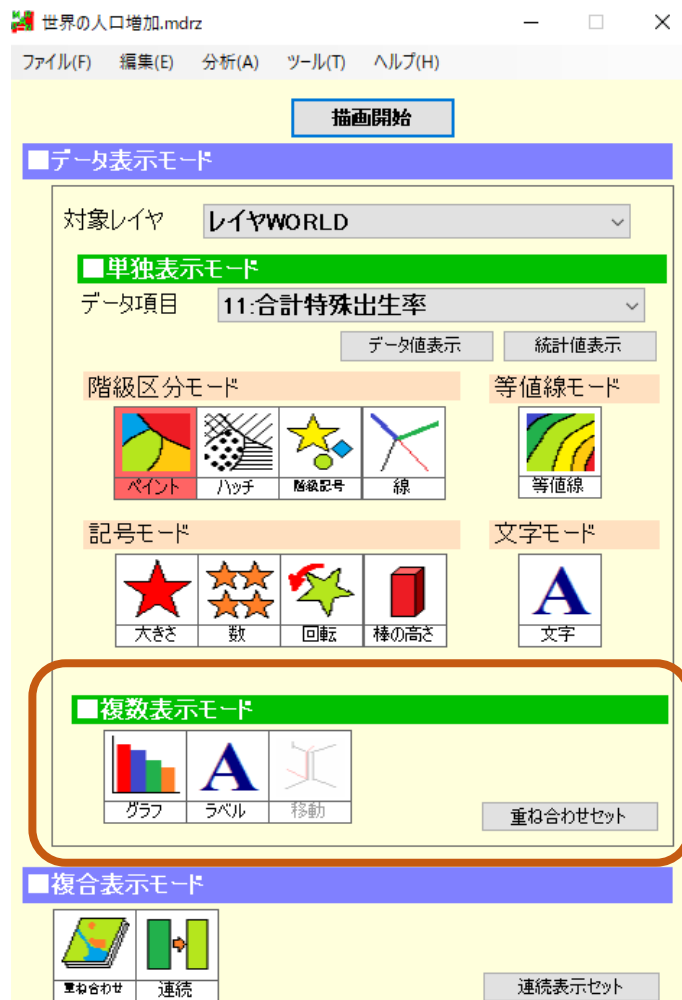 世界の人口増加.mdrz
ファイル(F) 編集(E) 分析(A) ツール(T) ヘルプ(H)
描画開始
■データ表示モード
対象レイヤ レイヤWORLD
■単独表示モード
データ項目 11:合計特殊出生率
データ値表示 統計値表示
階級区分モード 等値線モード
ペイント ハッチ 階級記号 線 等値線
記号モード 文字モード
大きさ 数 回転 棒の高さ 文字
■複数表示モード
グラフ ラベル 移動 重ね合わせセット
■複合表示モード
重ね合わせ 連続 連続表示セット